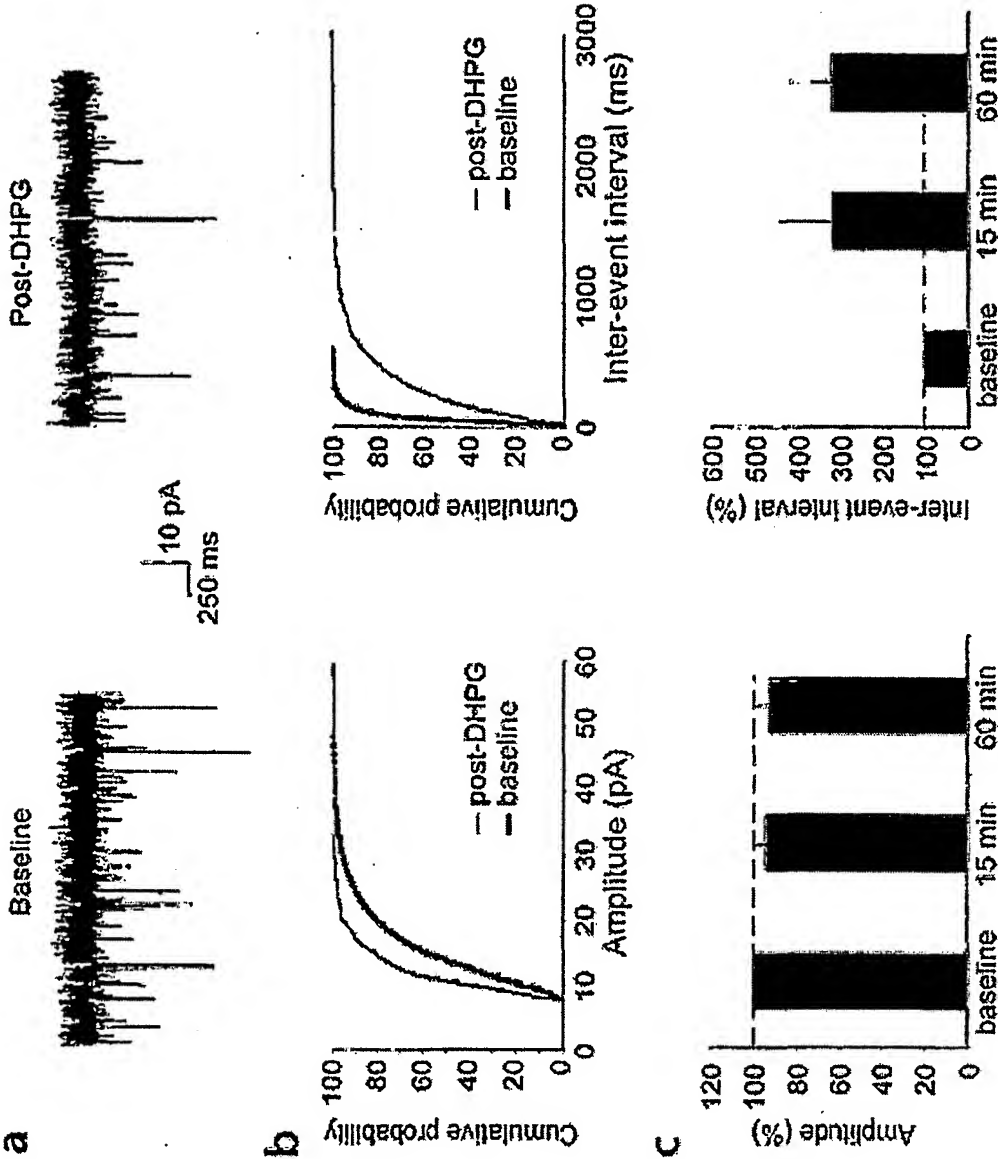 a
Baseline
Post-DHPG
10 pA
250 ms
b
Cumulative probability
100
80
60
40
20
0
post-DHPG
baseline
0
10
20
30
40
50
60
Amplitude (pA)
Cumulative probability
100
80
60
40
20
0
post-DHPG
baseline
0
1000
2000
3000
Inter-event interval (ms)
c
Amplitude (%)
120
100
80
60
40
20
0
baseline
15 min
60 min
Inter-event interval (%)
600
500
400
300
200
100
0
baseline
15 min
60 min